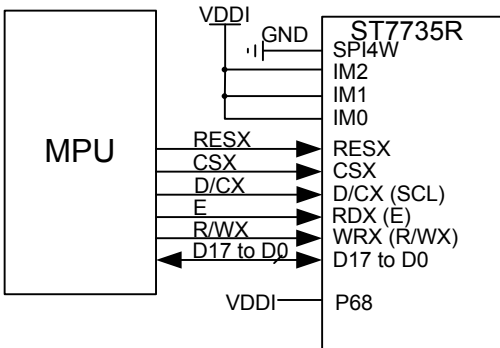 VDDI
GND
ST7735R
SPI4W
IM2
IM1
IM0
MPU
RESX
RESX
CSX
CSX
D/CX
D/CX (SCL)
E
RDX (E)
R/WX
WRX (R/WX)
D17 to D0
D17 to D0
VDDI
P68